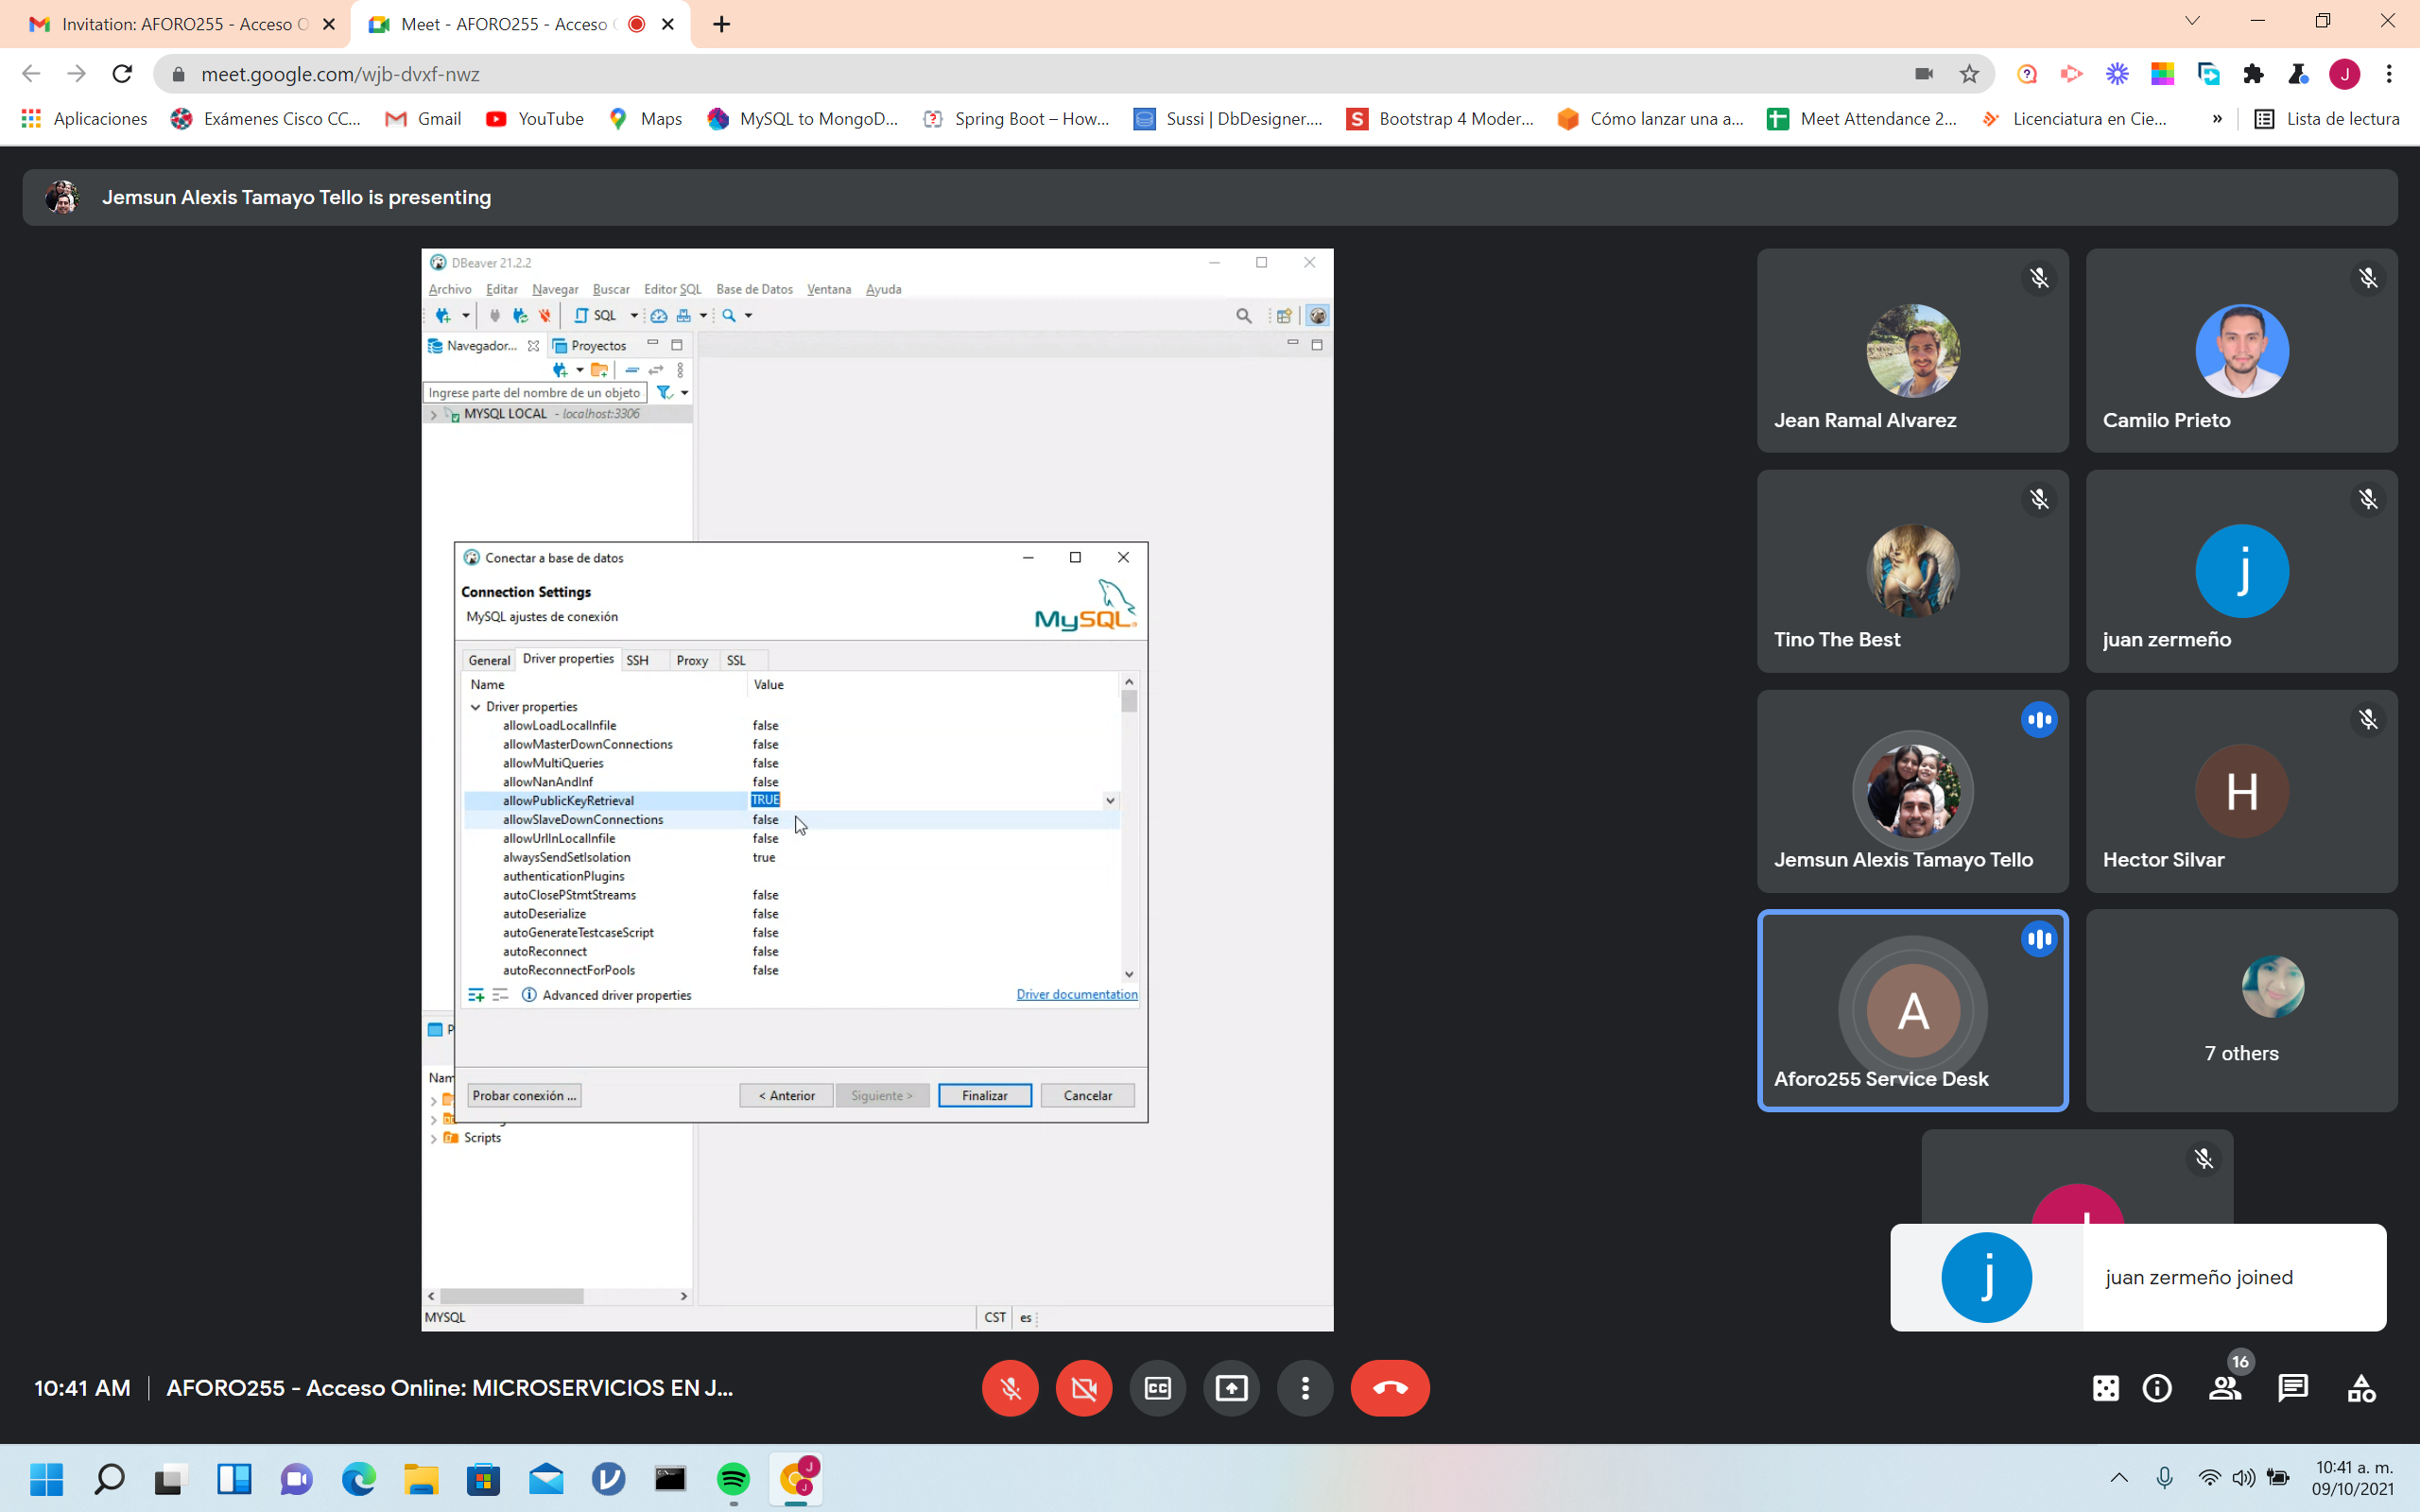 Invitation: AFORO255 - Acceso O
Meet - AFORO255 - Acceso
meet.google.com/wjb-dvxf-nwz
J
Aplicaciones
Exámenes Cisco CC...
Gmail
YouTube
Maps
MySQL to MongoD...
Spring Boot – How...
Sussi | DbDesigner....
Bootstrap 4 Moder...
Cómo lanzar una a...
Meet Attendance 2...
Licenciatura en Cie...
»
Lista de lectura
Jemsun Alexis Tamayo Tello is presenting
DBeaver 21.2.2
Archivo Editar Navegar Buscar Editor SQL Base de Datos Ventana Ayuda
SQL
Navegador...
Proyectos
Ingrese parte del nombre de un objeto
MYSQL LOCAL - localhost:3306
Conectar a base de datos
Connection Settings
MySQL ajustes de conexión
MySQL
General Driver properties SSH Proxy SSL
Name Value
Driver properties
allowLoadLocalInfile false
allowMasterDownConnections false
allowMultiQueries false
allowNanAndInf false
allowPublicKeyRetrieval TRUE
allowSlaveDownConnections false
allowUrlInLocalInfile false
alwaysSendSetIsolation true
authenticationPlugins
autoClosePStmtStreams false
autoDeserialize false
autoGenerateTestcaseScript false
autoReconnect false
autoReconnectForPools false
Advanced driver properties
Driver documentation
Probar conexión ...
< Anterior
Siguiente >
Finalizar
Cancelar
P
Nam
Scripts
MYSQL
CST es
Jean Ramal Alvarez
Camilo Prieto
Tino The Best
j
juan zermeño
Jemsun Alexis Tamayo Tello
H
Hector Silvar
A
Aforo255 Service Desk
7 others
j
juan zermeño joined
10:41 AM
AFORO255 - Acceso Online: MICROSERVICIOS EN J...
CC
16
J
J
10:41 a. m.
09/10/2021